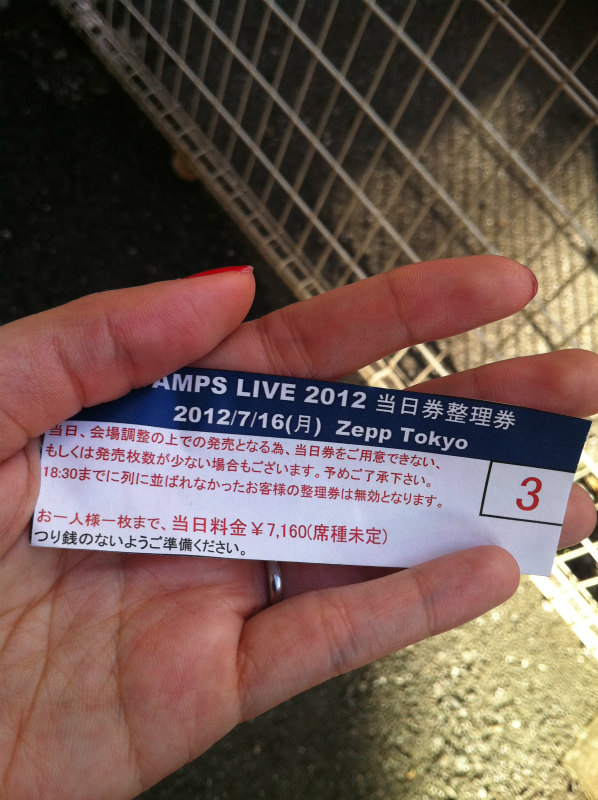 AMPS LIVE 2012 当日券整理券
2012/7/16(月) Zepp Tokyo
当日、会場調整の上での発売となる為、当日券をご用意できない、
もしくは発売枚数が少ない場合もございます。予めご了承下さい。
18:30までに列に並ばれなかったお客様の整理券は無効となります。
3
お一人様一枚まで、当日料金￥7,160(席種未定)
つり銭のないようご準備ください。